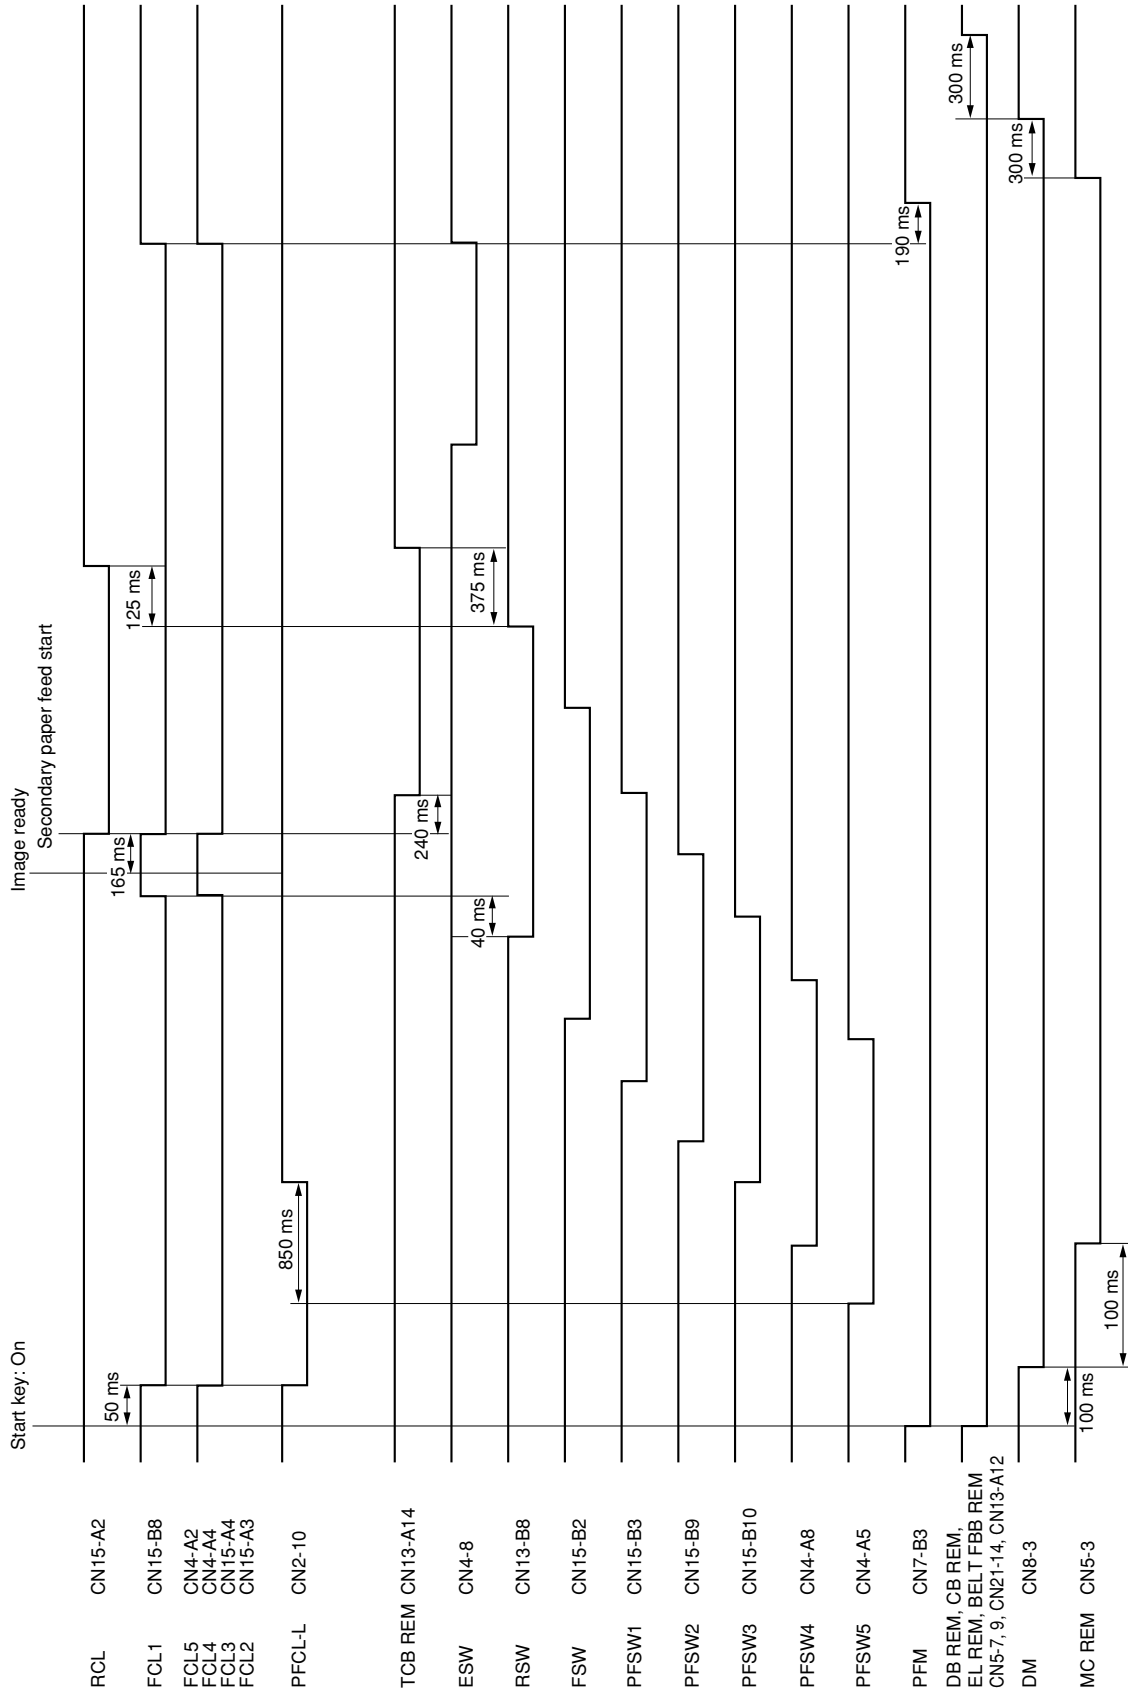 Start key: On
Image ready
Secondary paper feed start
RCL CN15-A2
165 ms
FCL1 CN15-B8
50 ms
125 ms
FCL5 CN4-A2
FCL4 CN4-A4
FCL3 CN15-A4
FCL2 CN15-A3
PFCL-L CN2-10
850 ms
TCB REM CN13-A14
240 ms
ESW CN4-8
40 ms
375 ms
RSW CN13-B8
FSW CN15-B2
PFSW1 CN15-B3
PFSW2 CN15-B9
PFSW3 CN15-B10
PFSW4 CN4-A8
PFSW5 CN4-A5
PFM CN7-B3
190 ms
DB REM, CB REM,
EL REM, BELT FBB REM
CN5-7, 9, CN21-14, CN13-A12
300 ms
DM CN8-3
300 ms
MC REM CN5-3
100 ms
100 ms